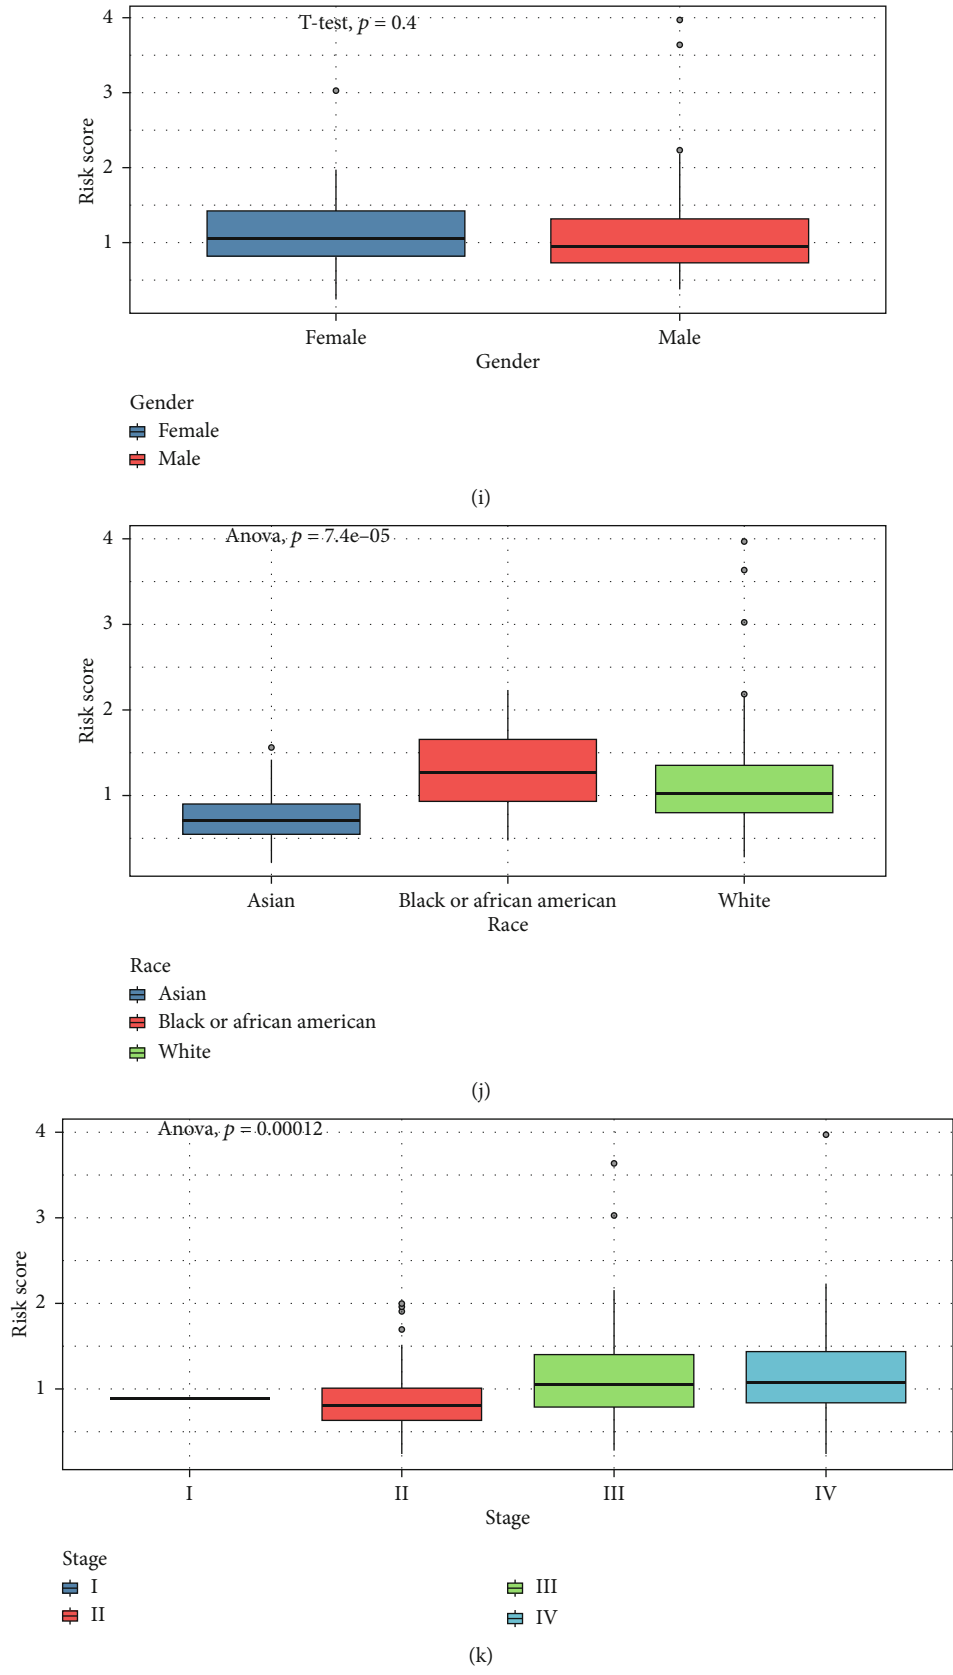 T-test, p = 0.4
4
3
2
1
Risk score
Female
Male
Gender
Gender
Female
Male
(i)
Anova, p = 7.4e–05
4
3
2
1
Risk score
Asian
Black or african american
White
Race
Race
Asian
Black or african american
White
(j)
Anova, p = 0.00012
4
3
2
1
Risk score
I
II
III
IV
Stage
Stage
I
II
III
IV
(k)